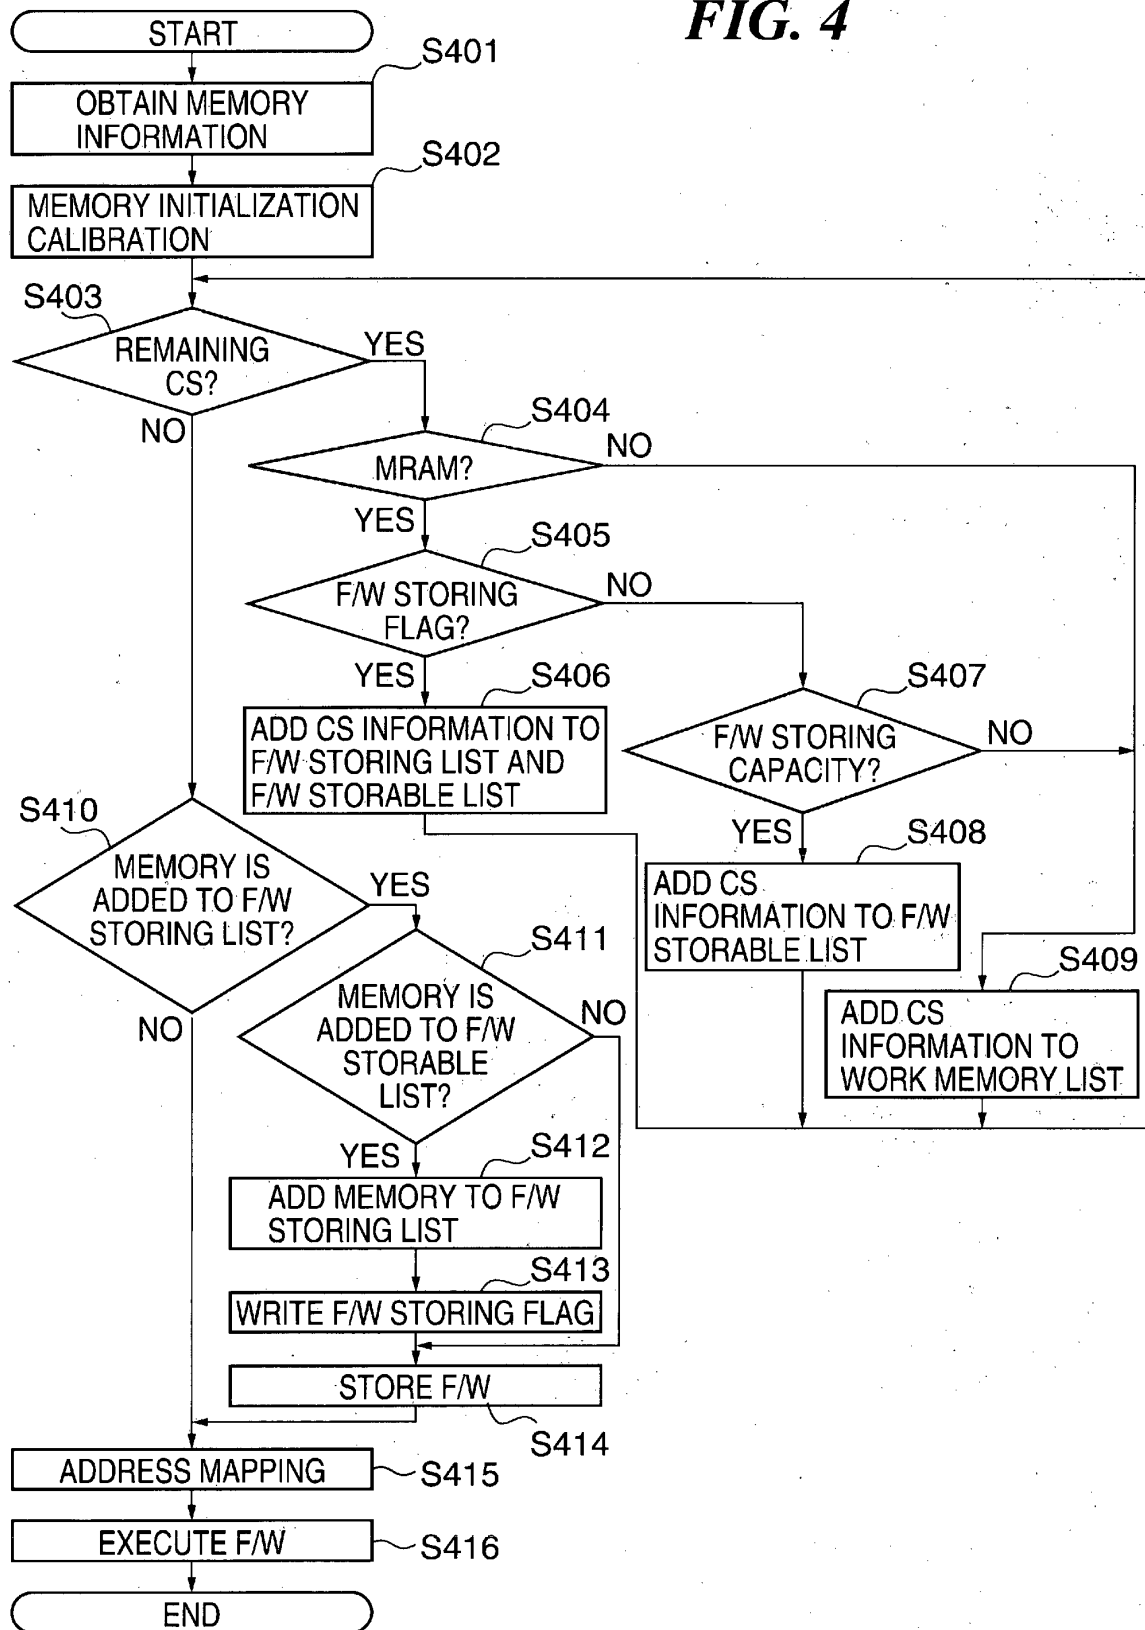 FIG. 4
START
S401
OBTAIN MEMORY
INFORMATION
S402
MEMORY INITIALIZATION
CALIBRATION
S403
REMAINING
CS?
YES
NO
S404
MRAM?
NO
YES
S405
F/W STORING
FLAG?
NO
YES
S406
ADD CS INFORMATION TO
F/W STORING LIST AND
F/W STORABLE LIST
S407
F/W STORING
CAPACITY?
NO
YES
S408
ADD CS
INFORMATION TO F/W
STORABLE LIST
S409
ADD CS
INFORMATION TO
WORK MEMORY LIST
S410
MEMORY IS
ADDED TO F/W
STORING LIST?
YES
NO
S411
MEMORY IS
ADDED TO F/W
STORABLE
LIST?
NO
YES
S412
ADD MEMORY TO F/W
STORING LIST
S413
WRITE F/W STORING FLAG
STORE F/W
S414
ADDRESS MAPPING
S415
EXECUTE F/W
S416
END